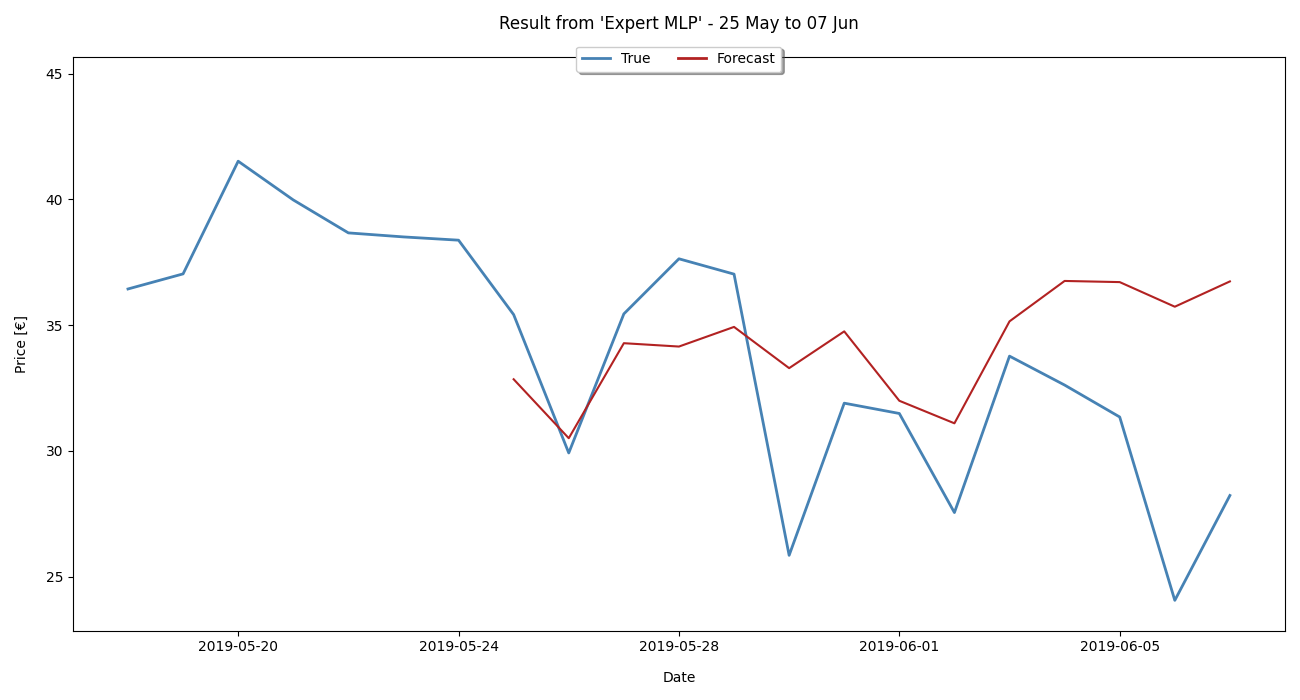 Result from 'Expert MLP' - 25 May to 07 Jun
True Forecast
45
40
35
30
25
Price [€]
2019-05-20 2019-05-24 2019-05-28 2019-06-01 2019-06-05
Date